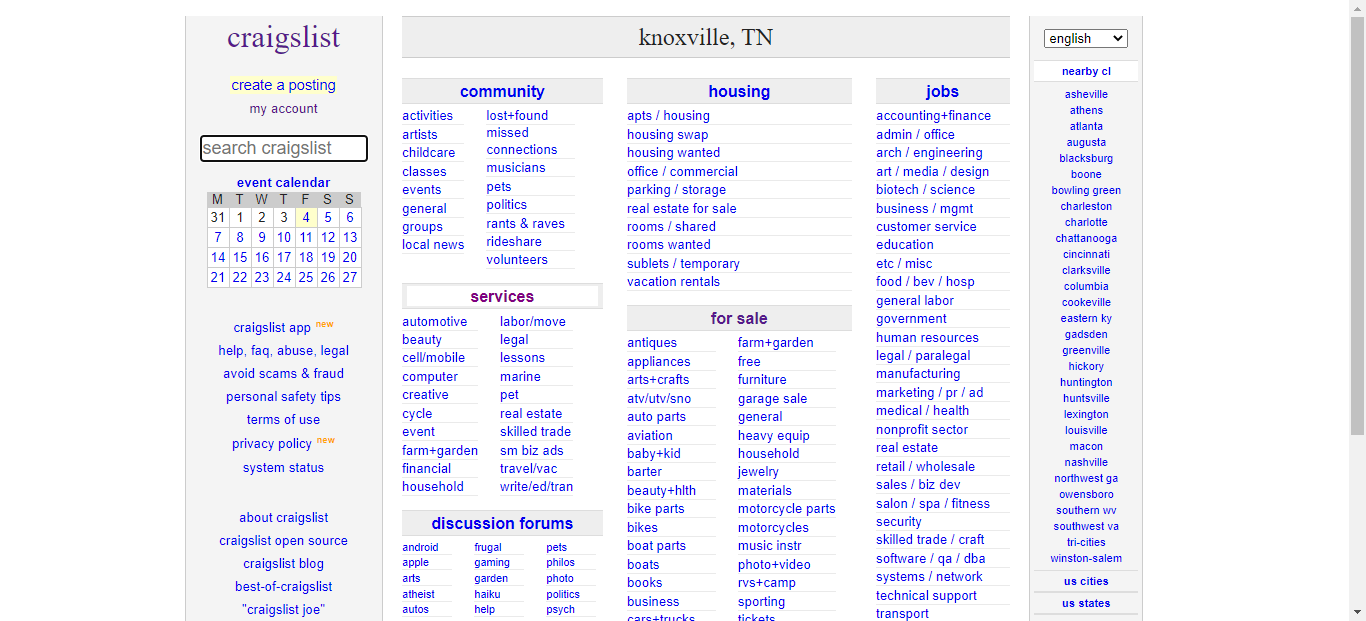 craigslist
create a posting
my account
search craigslist
event calendar
M T W T F S S
31 1 2 3 4 5 6
7 8 9 10 11 12 13
14 15 16 17 18 19 20
21 22 23 24 25 26 27
craigslist app new
help, faq, abuse, legal
avoid scams & fraud
personal safety tips
terms of use
privacy policy new
system status
about craigslist
craigslist open source
craigslist blog
best-of-craigslist
"craigslist joe"
knoxville, TN
community
activities
artists
childcare
classes
events
general
groups
local news
lost+found
missed
connections
musicians
pets
politics
rants & raves
rideshare
volunteers
services
automotive
beauty
cell/mobile
computer
creative
cycle
event
farm+garden
financial
household
labor/move
legal
lessons
marine
pet
real estate
skilled trade
sm biz ads
travel/vac
write/ed/tran
discussion forums
android
apple
arts
atheist
autos
frugal
gaming
garden
haiku
help
pets
philos
photo
politics
psych
housing
apts / housing
housing swap
housing wanted
office / commercial
parking / storage
real estate for sale
rooms / shared
rooms wanted
sublets / temporary
vacation rentals
for sale
antiques
appliances
arts+crafts
atv/utv/sno
auto parts
aviation
baby+kid
barter
beauty+hlth
bike parts
bikes
boat parts
boats
books
business
cars+trucks
farm+garden
free
furniture
garage sale
general
heavy equip
household
jewelry
materials
motorcycle parts
motorcycles
music instr
photo+video
rvs+camp
sporting
tickets
jobs
accounting+finance
admin / office
arch / engineering
art / media / design
biotech / science
business / mgmt
customer service
education
etc / misc
food / bev / hosp
general labor
government
human resources
legal / paralegal
manufacturing
marketing / pr / ad
medical / health
nonprofit sector
real estate
retail / wholesale
sales / biz dev
salon / spa / fitness
security
skilled trade / craft
software / qa / dba
systems / network
technical support
transport
english
nearby cl
asheville
athens
atlanta
augusta
blacksburg
boone
bowling green
charleston
charlotte
chattanooga
cincinnati
clarksville
columbia
cookeville
eastern ky
gadsden
greenville
hickory
huntington
huntsville
lexington
louisville
macon
nashville
northwest ga
owensboro
southern wv
southwest va
tri-cities
winston-salem
us cities
us states